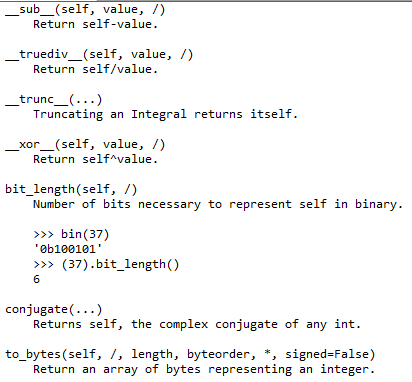 __sub__(self, value, /)
Return self-value.
__truediv__(self, value, /)
Return self/value.
__trunc__(...)
Truncating an Integral returns itself.
__xor__(self, value, /)
Return self^value.
bit_length(self, /)
Number of bits necessary to represent self in binary.
>>> bin(37)
'0b100101'
>>> (37).bit_length()
6
conjugate(...)
Returns self, the complex conjugate of any int.
to_bytes(self, /, length, byteorder, *, signed=False)
Return an array of bytes representing an integer.